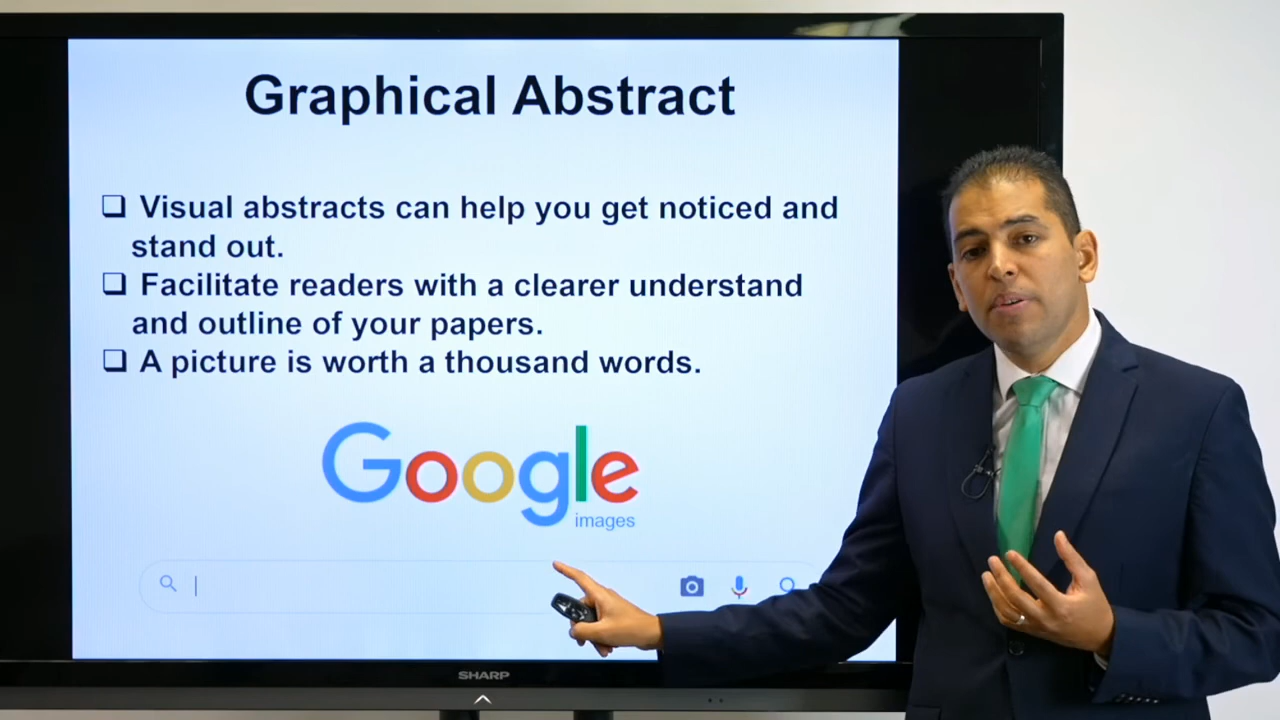 Graphical Abstract
❑ Visual abstracts can help you get noticed and
stand out.
❑ Facilitate readers with a clearer understand
and outline of your papers.
❑ A picture is worth a thousand words.
Google
images
SHARP